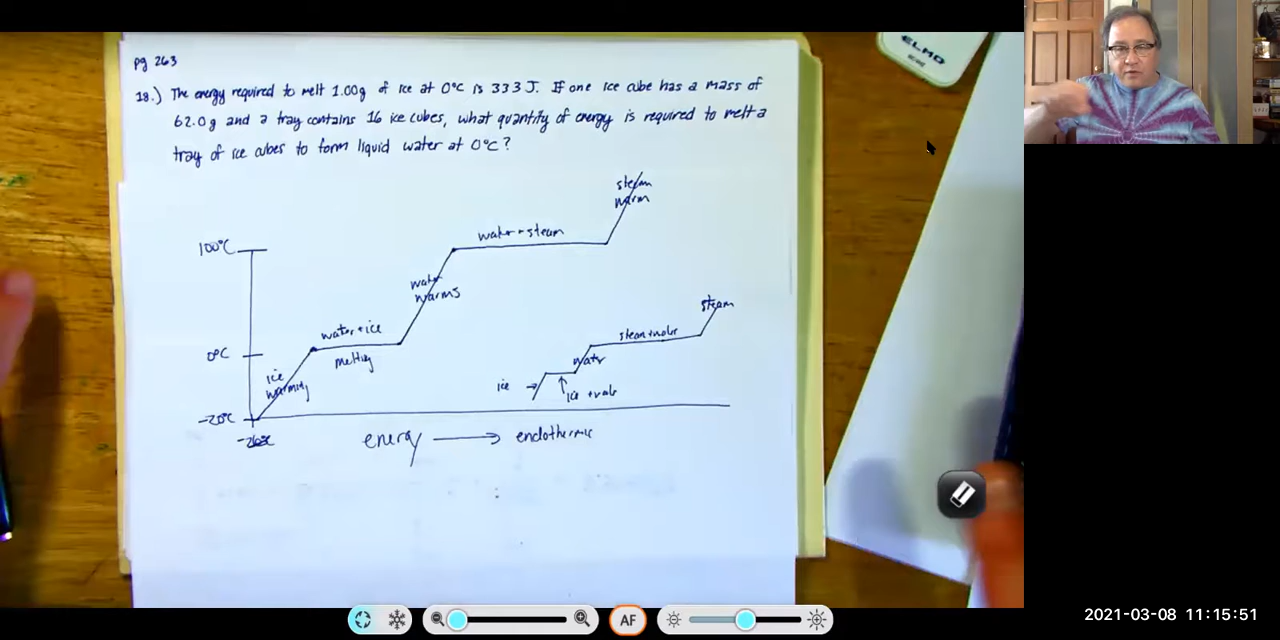 pg 263
18.) The energy required to melt 1.00g of ice at 0°C is 333 J. If one ice cube has a mass of
62.0g and a tray contains 16 ice cubes, what quantity of energy is required to melt a
tray of ice cubes to form liquid water at 0°C?
steam
warm
water + steam
100°C
water
warms
steam
water + ice
steam + water
0°C
melting
water
ice
warming
ice
ice + water
-20°C
-20°C
energy → endothermic
ELMO
AF
2021-03-08 11:15:51